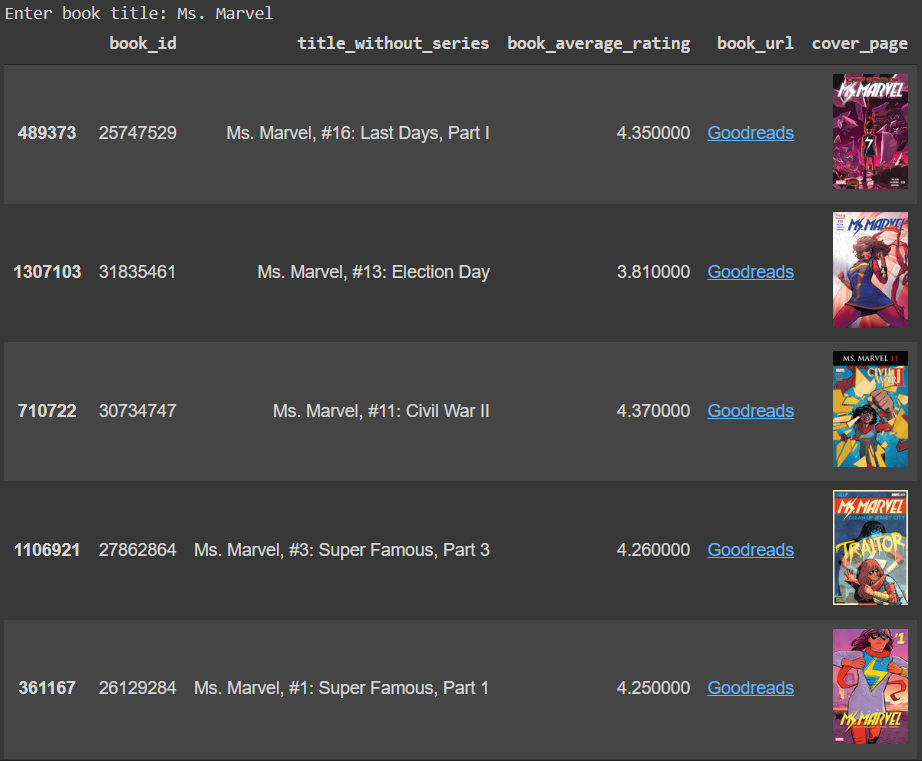 Enter book title: Ms. Marvel
book_id title_without_series book_average_rating book_url cover_page
489373 25747529 Ms. Marvel, #16: Last Days, Part I 4.350000 Goodreads
MS. MARVEL
1307103 31835461 Ms. Marvel, #13: Election Day 3.810000 Goodreads
MS. MARVEL
710722 30734747 Ms. Marvel, #11: Civil War II 4.370000 Goodreads
MS. MARVEL 11
CIVIL WAR II
1106921 27862864 Ms. Marvel, #3: Super Famous, Part 3 4.260000 Goodreads
MS. MARVEL
CLEAN UP JERSEY CITY
TRAITOR
361167 26129284 Ms. Marvel, #1: Super Famous, Part 1 4.250000 Goodreads
#1
MS. MARVEL